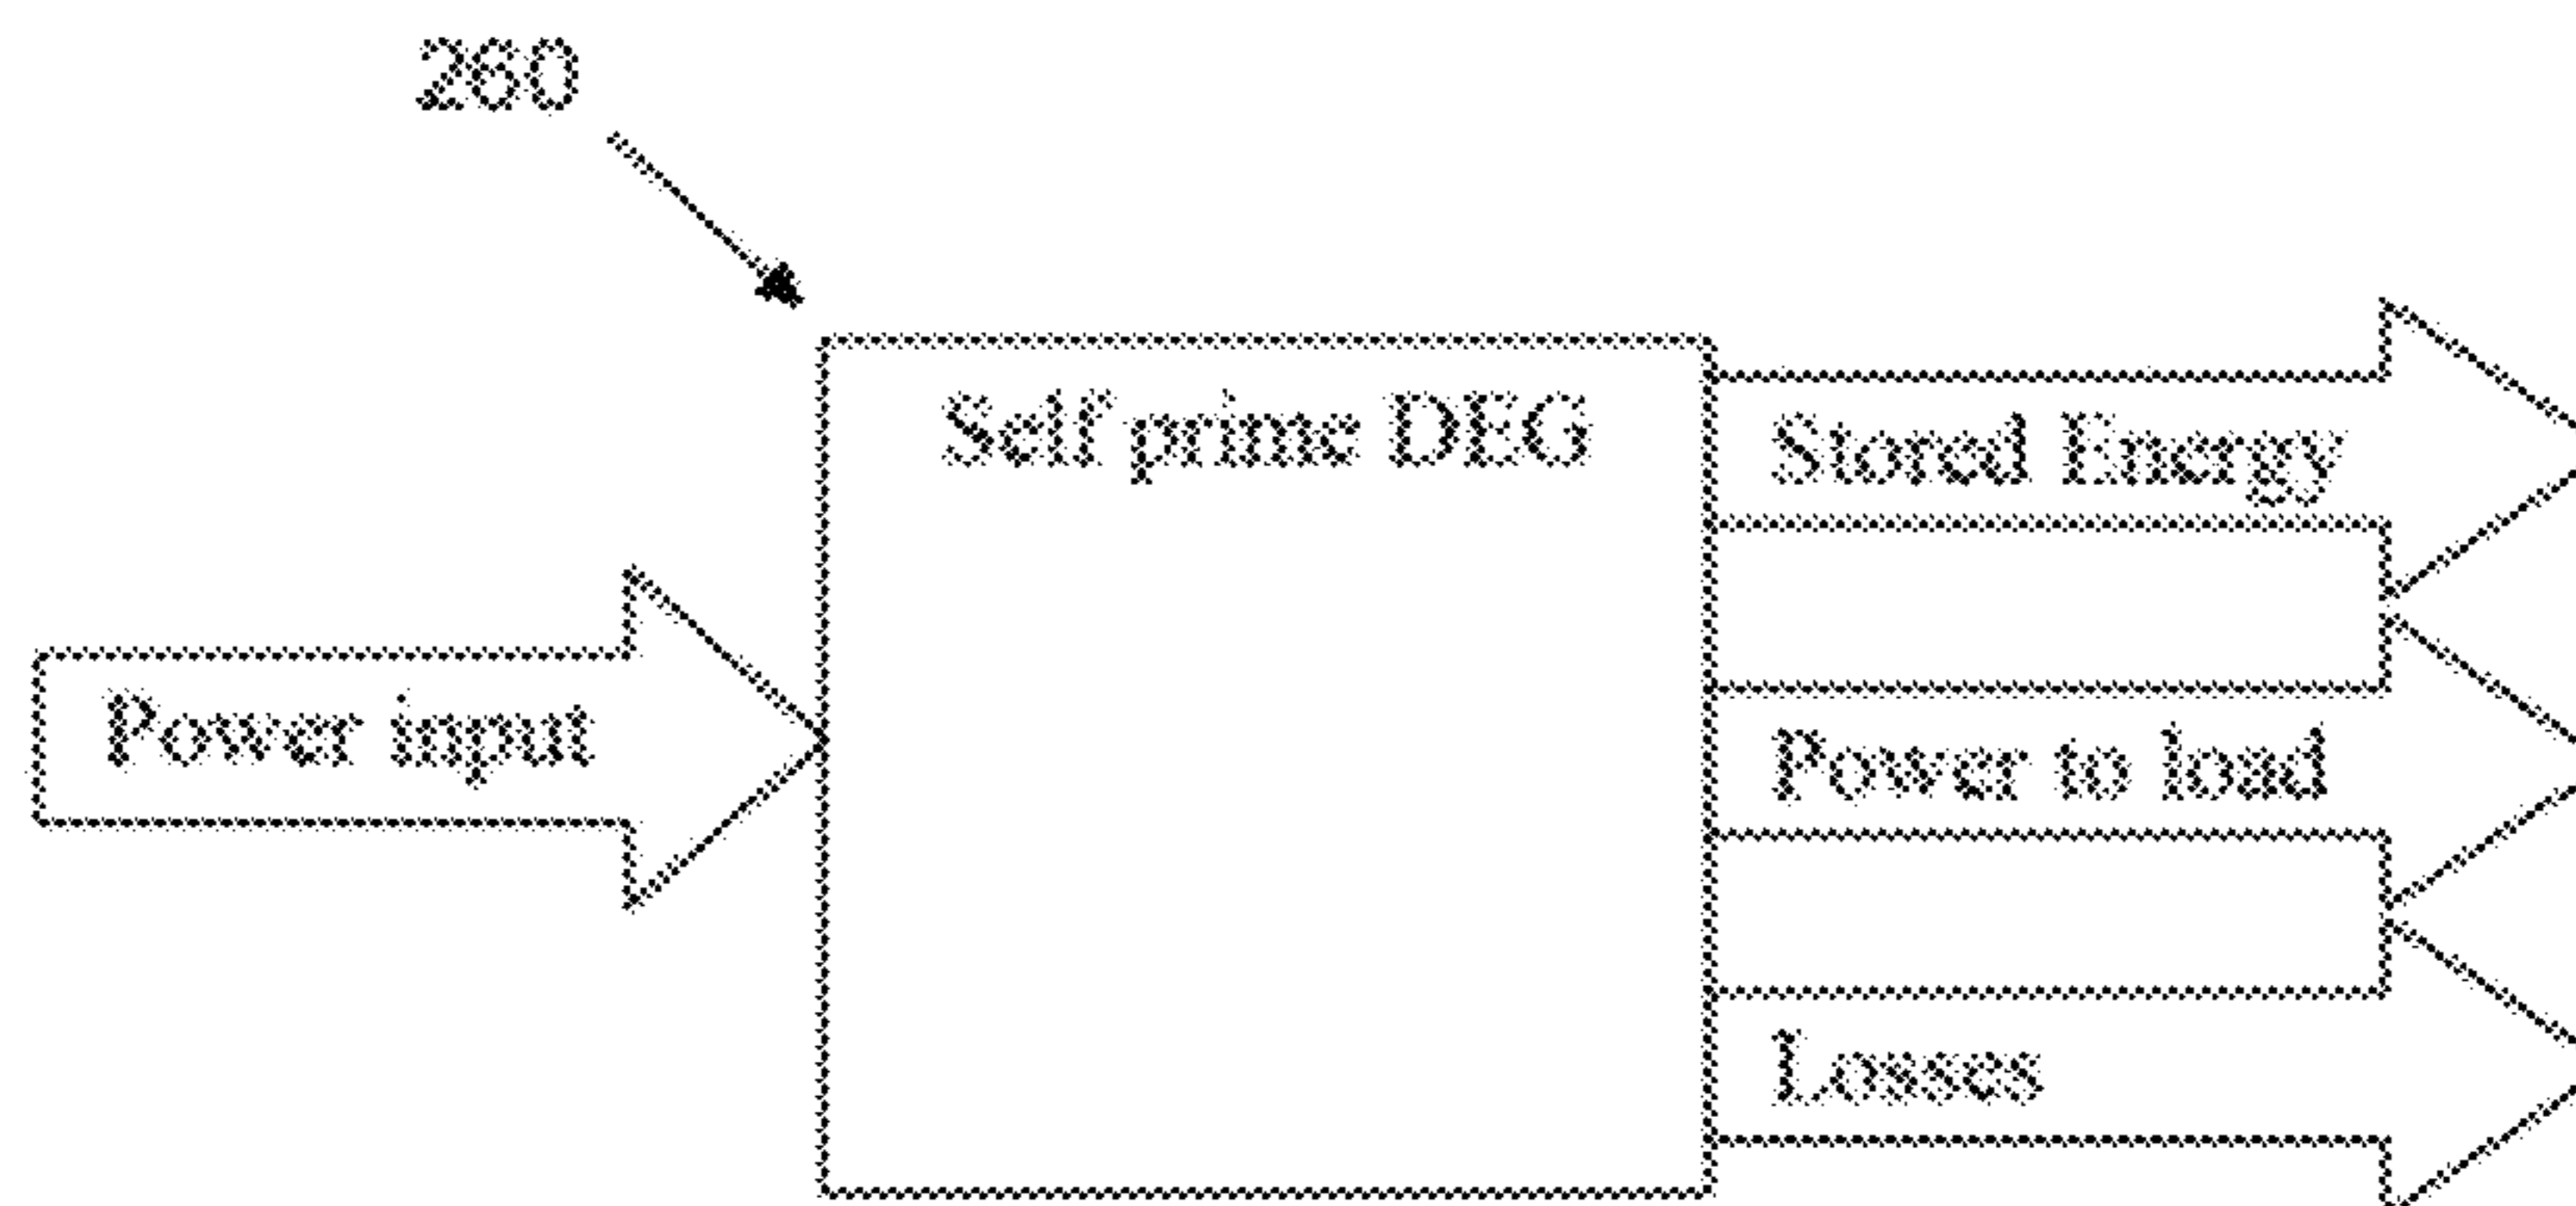 260
Self prime DEG
Stored Energy
Power input
Power to load
Losses